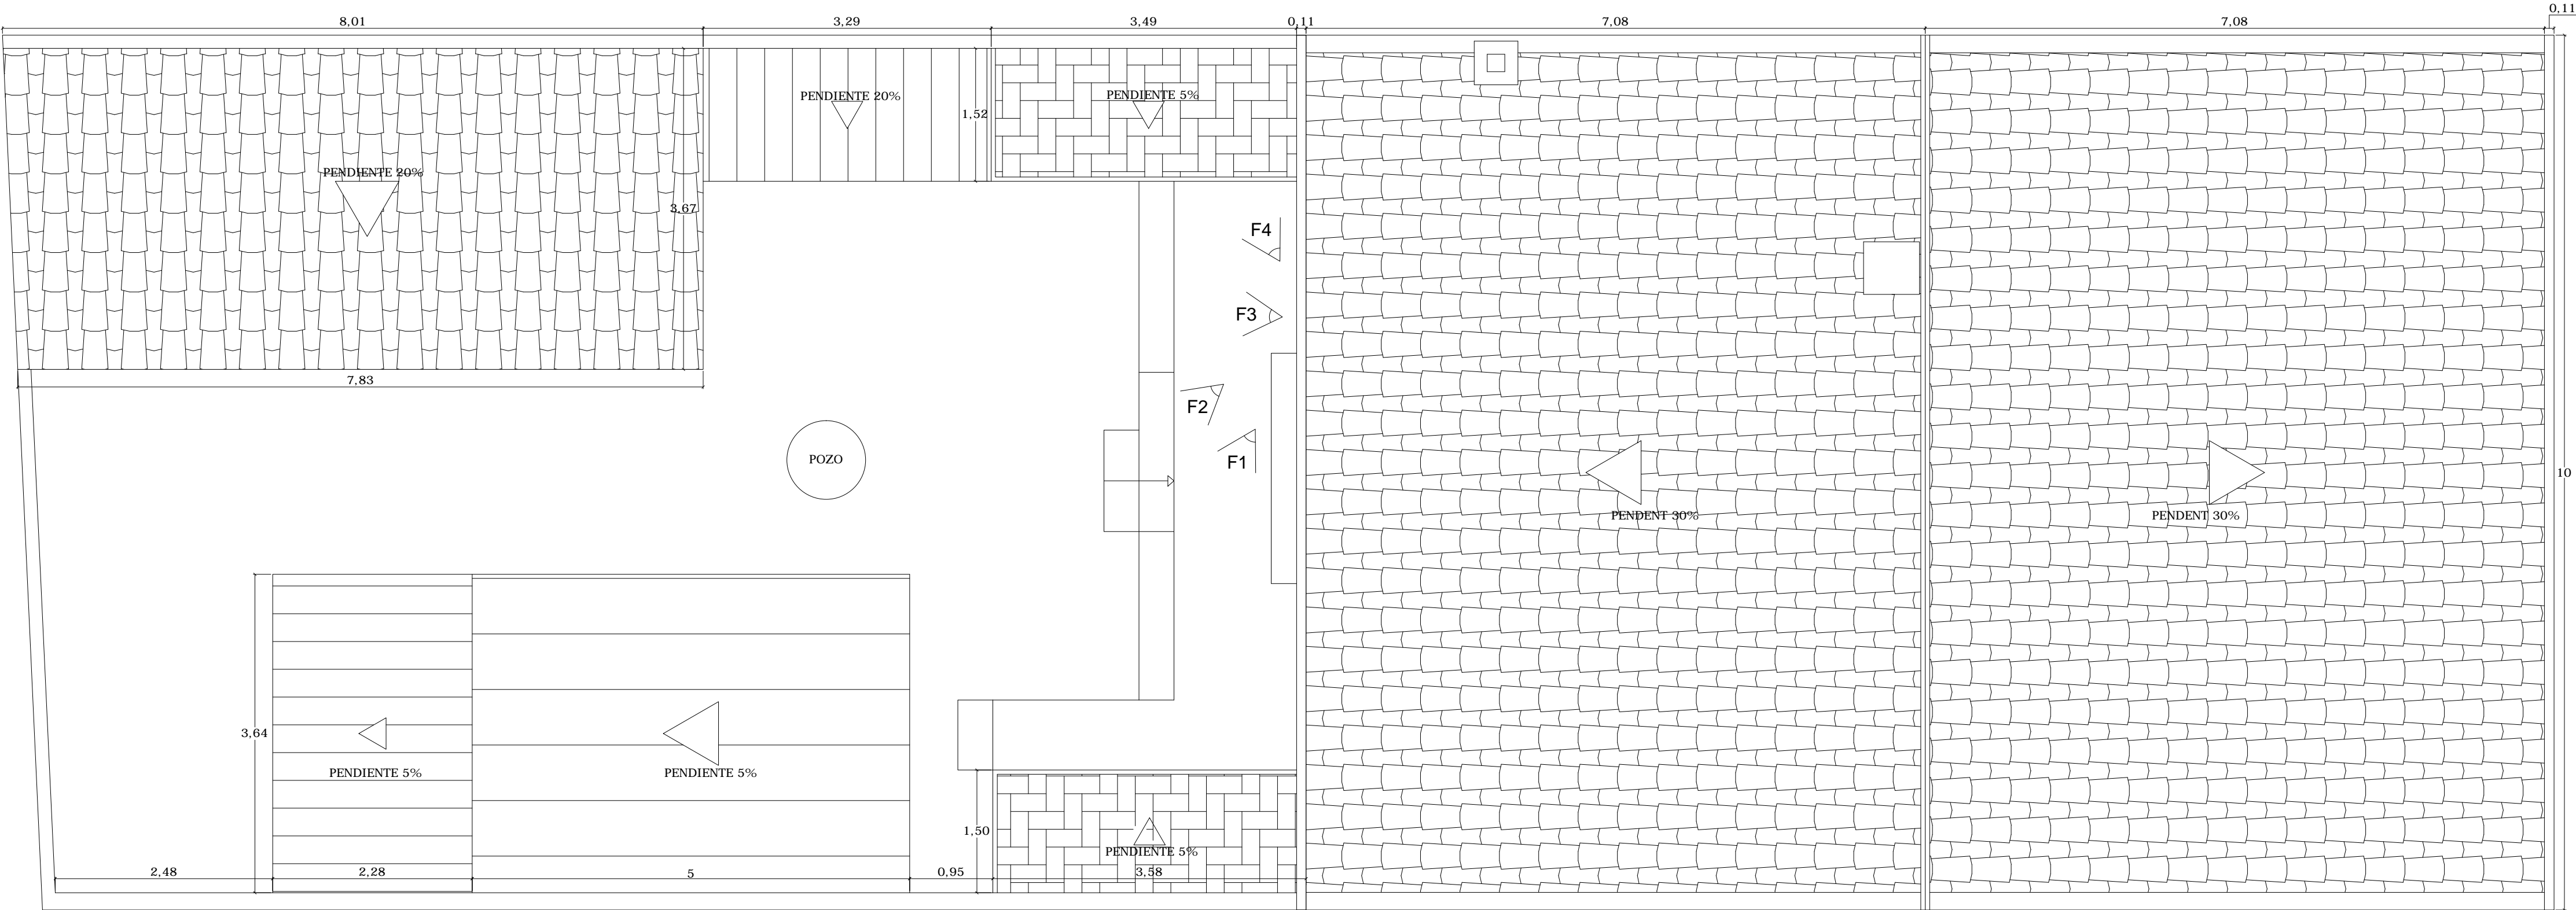 8,01
3,29
3,49
0,11
7,08
7,08
0,11
PENDIENTE 20%
PENDIENTE 5%
1,52
PENDIENTE 20%
3,67
F4
F3
7,83
F2
POZO
F1
10
PENDENT 30%
PENDENT 30%
3,64
PENDIENTE 5%
PENDIENTE 5%
1,50
PENDIENTE 5%
2,48
2,28
5
0,95
3,58